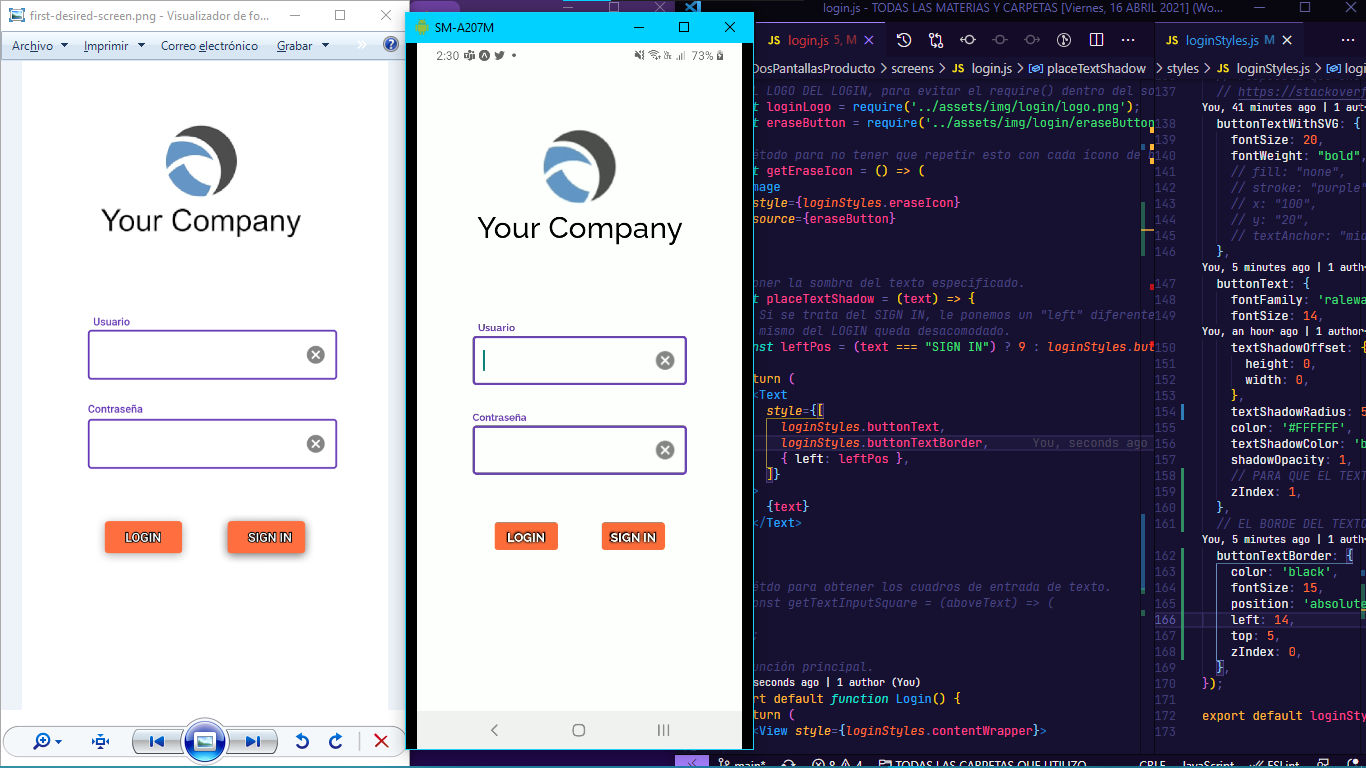 first-desired-screen.png - Visualizador de fo...
Archivo
Imprimir
Correo electrónico
Grabar
»
Your Company
Usuario
Contraseña
LOGIN
SIGN IN
SM-A207M
2:30
73%
Your Company
Usuario
Contraseña
LOGIN
SIGN IN
login.js - TODAS LAS MATERIAS Y CARPETAS [Viernes, 16 ABRIL 2021] (Wo...
login.js 5, M
DosPantallasProducto > screens > JS login.js > placeTextShadow
L LOGO DEL LOGIN, para evitar el require() dentro del so
t loginLogo = require('../assets/img/login/logo.png');
t eraseButton = require('../assets/img/login/eraseButton
étodo para no tener que repetir esto con cada icono de
t getEraseIcon = () => (
mage
style={loginStyles.eraseIcon}
source={eraseButton}
oner la sombra del texto especificado.
t placeTextShadow = (text) => {
Si se trata del SIGN IN, le ponemos un "left" diferente
mismo del LOGIN queda desacomodado.
nst leftPos = (text === "SIGN IN") ? 9 : loginStyles.but
turn (
<Text
style={[
loginStyles.buttonText,
loginStyles.buttonTextBorder, You, seconds ago
{ left: leftPos },
]}
>
{text}
</Text>
étdo para obtener los cuadros de entrada de texto.
onst getTextInputSquare = (aboveText) => (
;
unción principal.
seconds ago | 1 author (You)
rt default function Login() {
turn (
<View style={loginStyles.contentWrapper}>
JS loginStyles.js M
styles > JS loginStyles.js > login
137 // https://stackoverf
You, 41 minutes ago | 1 aut
138 buttonTextWithSVG: {
139 fontSize: 20,
140 fontWeight: "bold",
141 // fill: "none",
142 // stroke: "purple"
143 // x: "100",
144 // y: "20",
145 // textAnchor: "mid
146 },
You, 5 minutes ago | 1 auth
147 buttonText: {
148 fontFamily: 'ralewa
149 fontSize: 14,
You, an hour ago | 1 author
150 textShadowOffset: {
151 height: 0,
152 width: 0,
153 },
154 textShadowRadius: 5
155 color: '#FFFFFF',
156 textShadowColor: 'b
157 shadowOpacity: 1,
158 // PARA QUE EL TEXT
159 zIndex: 1,
160 },
161 // EL BORDE DEL TEXTO
You, 5 minutes ago | 1 auth
162 buttonTextBorder: {
163 color: 'black',
164 fontSize: 15,
165 position: 'absolute
166 left: 14,
167 top: 5,
168 zIndex: 0,
169 },
170 });
171
172 export default loginSty
173
main*
8 4
TODAS LAS CARPETAS QUE UTILIZO
CRLF
JavaScript
ESLint